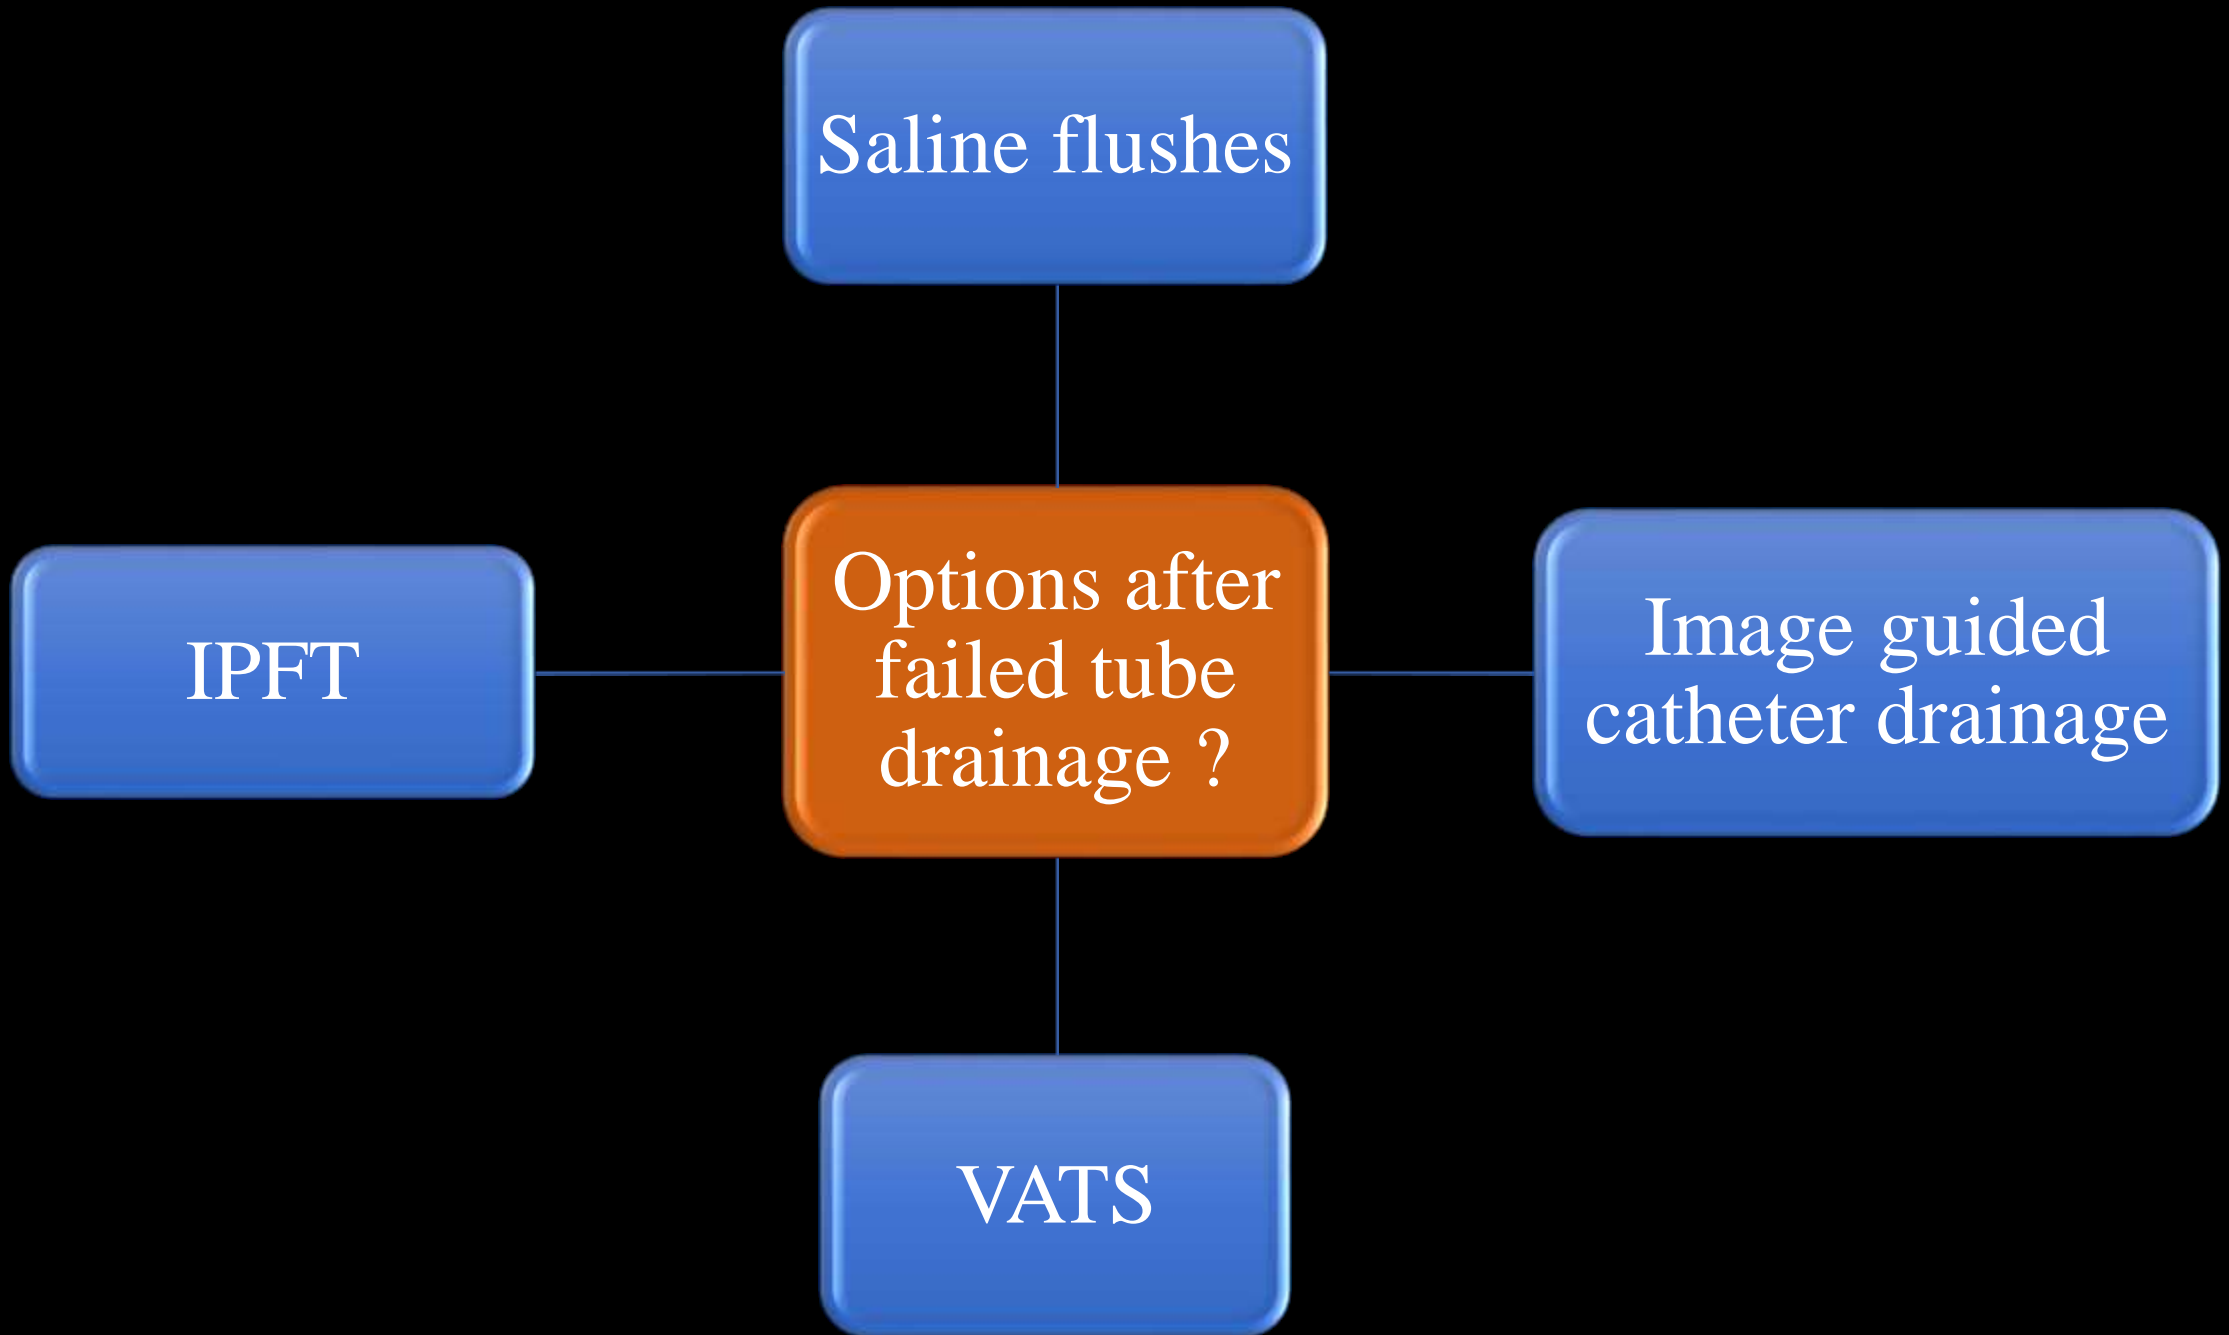 Saline flushes
IPFT
Options after
failed tube
drainage ?
Image guided
catheter drainage
VATS